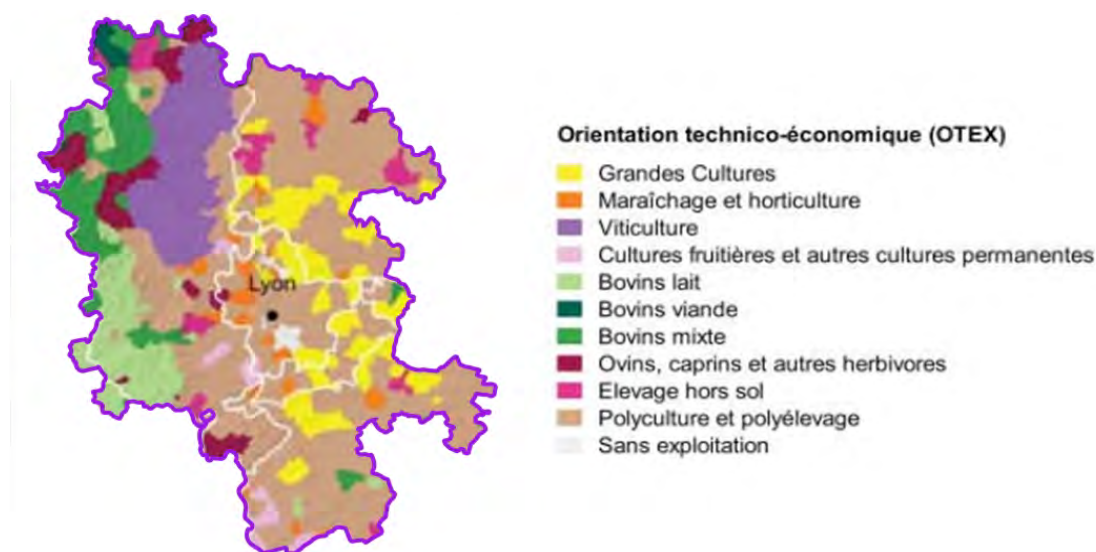 Orientation technico-économique (OTEX)
Grandes Cultures
Maraîchage et horticulture
Viticulture
Cultures fruitières et autres cultures permanentes
Bovins lait
Bovins viande
Bovins mixte
Ovins, caprins et autres herbivores
Elevage hors sol
Polyculture et polyélevage
Sans exploitation
Lyon